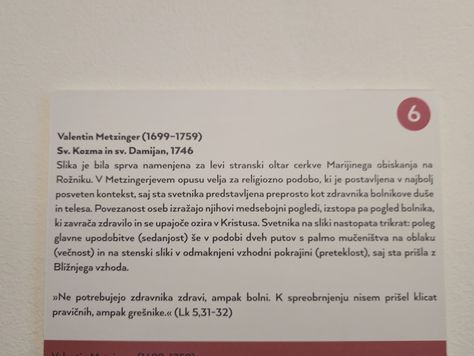 6
Valentin Metzinger (1699–1759)
Sv. Kozma in sv. Damijan, 1746
Slika je bila sprva namenjena za levi stranski oltar cerkve Marijinega obiskanja na
Rožniku. V Metzingerjevem opusu velja za religiozno podobo, ki je postavljena v najbolj
posveten kontekst, saj sta svetnika predstavljena preprosto kot zdravnika bolnikove duše
in telesa. Povezanost oseb izražajo njihovi medsebojni pogledi, izstopa pa pogled bolnika,
ki zavrača zdravilo in se upajoče ozira v Kristusa. Svetnika na sliki nastopata trikrat: poleg
glavne upodobitve (sedanjost) še v podobi dveh putov s palmo mučeništva na oblaku
(večnost) in na stenski sliki v odmaknjeni vzhodni pokrajini (preteklost), saj sta prišla z
Bližnjega vzhoda.
»Ne potrebujejo zdravnika zdravi, ampak bolni. K spreobrnjenju nisem prišel klicat
pravičnih, ampak grešnike.« (Lk 5,31–32)
Valentin Metzinger (1699–1759)